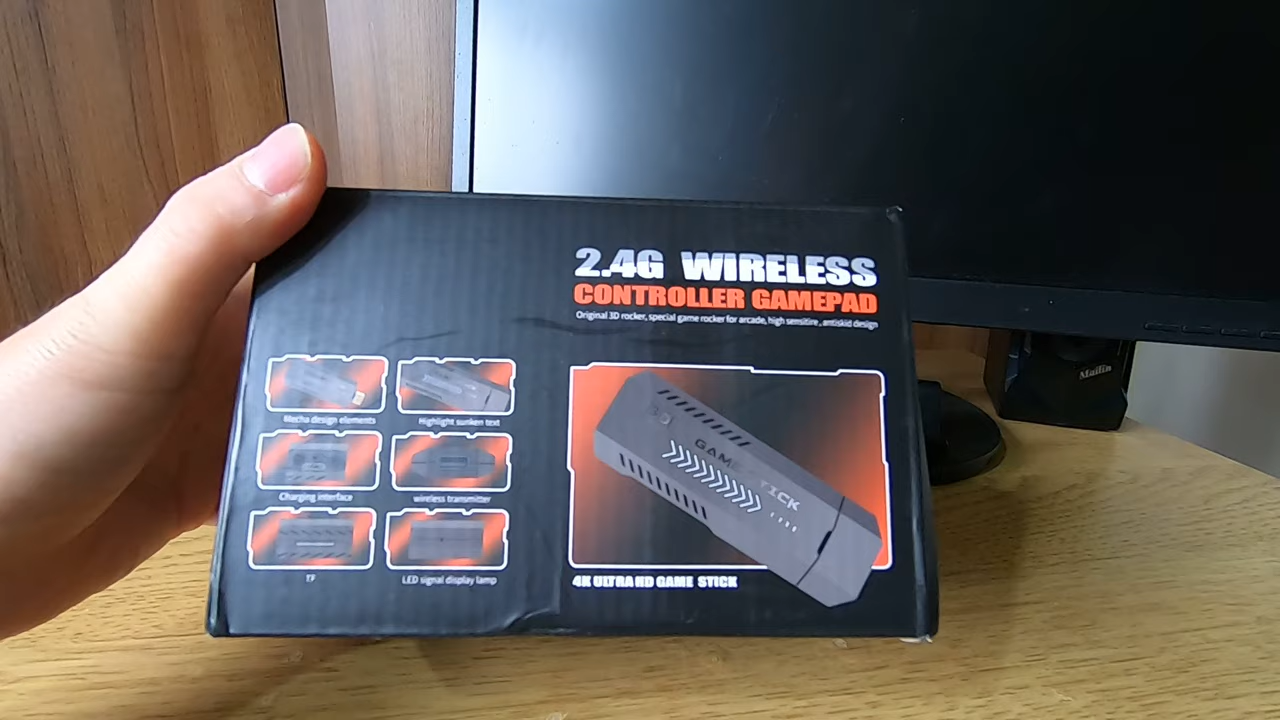 2.4G WIRELESS
CONTROLLER GAMEPAD
Original 3D rocker, special game rocker for arcade, high sensitire , antiskid design
Mecha design elements
Highlight sunken text
Charging interface
wireless transmitter
TF
LED signal display lamp
GAME STICK
4K ULTRA HD GAME STICK
Mailin